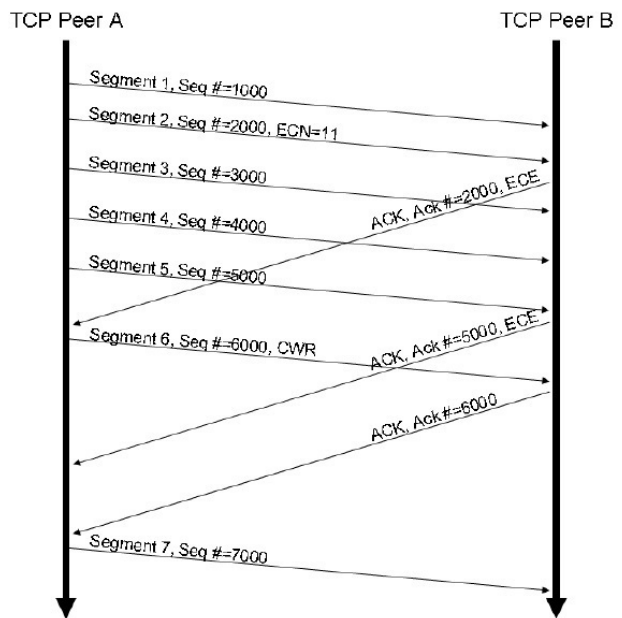 TCP Peer A
TCP Peer B
Segment 1, Seq #=1000
Segment 2, Seq #=2000, ECN=11
Segment 3, Seq #=3000
ACK, Ack #=2000, ECE
Segment 4, Seq #=4000
Segment 5, Seq #=5000
Segment 6, Seq #=6000, CWR
ACK, Ack #=5000, ECE
ACK, Ack #=6000
Segment 7, Seq #=7000